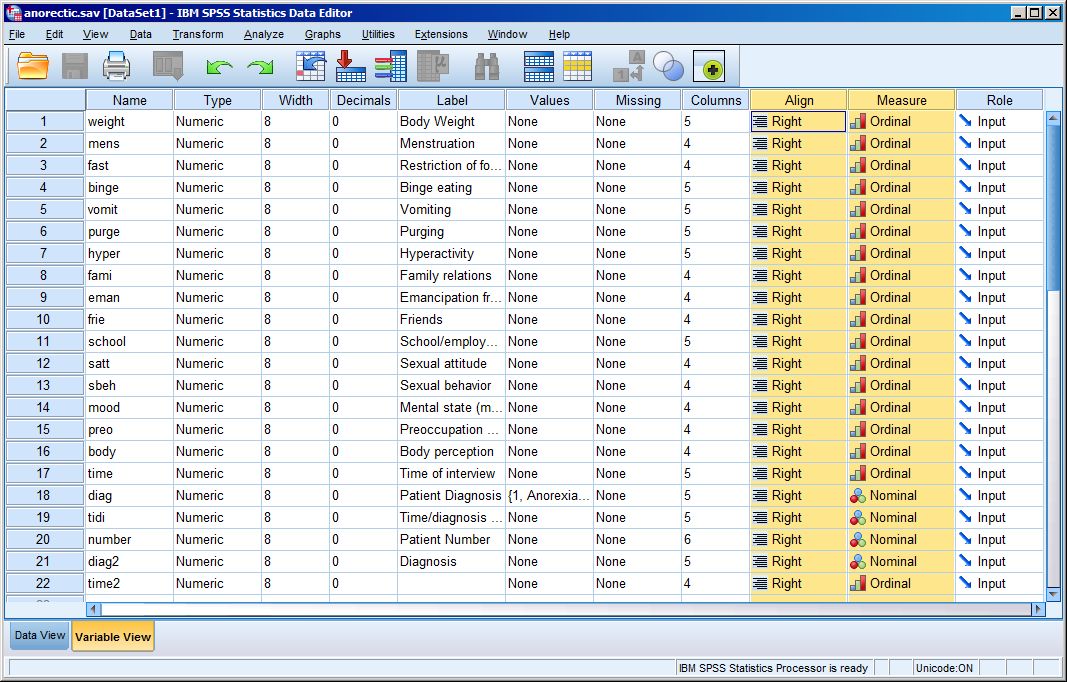 anorectic.sav [DataSet1] - IBM SPSS Statistics Data Editor
File Edit View Data Transform Analyze Graphs Utilities Extensions Window Help
Name Type Width Decimals Label Values Missing Columns Align Measure Role
1 weight Numeric 8 0 Body Weight None None 5 Right Ordinal Input
2 mens Numeric 8 0 Menstruation None None 4 Right Ordinal Input
3 fast Numeric 8 0 Restriction of fo... None None 4 Right Ordinal Input
4 binge Numeric 8 0 Binge eating None None 5 Right Ordinal Input
5 vomit Numeric 8 0 Vomiting None None 5 Right Ordinal Input
6 purge Numeric 8 0 Purging None None 5 Right Ordinal Input
7 hyper Numeric 8 0 Hyperactivity None None 5 Right Ordinal Input
8 fami Numeric 8 0 Family relations None None 4 Right Ordinal Input
9 eman Numeric 8 0 Emancipation fr... None None 4 Right Ordinal Input
10 frie Numeric 8 0 Friends None None 4 Right Ordinal Input
11 school Numeric 8 0 School/employ... None None 5 Right Ordinal Input
12 satt Numeric 8 0 Sexual attitude None None 4 Right Ordinal Input
13 sbeh Numeric 8 0 Sexual behavior None None 4 Right Ordinal Input
14 mood Numeric 8 0 Mental state (m... None None 4 Right Ordinal Input
15 preo Numeric 8 0 Preoccupation ... None None 4 Right Ordinal Input
16 body Numeric 8 0 Body perception None None 4 Right Ordinal Input
17 time Numeric 8 0 Time of interview None None 5 Right Ordinal Input
18 diag Numeric 8 0 Patient Diagnosis {1, Anorexia... None 5 Right Nominal Input
19 tidi Numeric 8 0 Time/diagnosis ... None None 5 Right Nominal Input
20 number Numeric 8 0 Patient Number None None 6 Right Nominal Input
21 diag2 Numeric 8 0 Diagnosis None None 5 Right Nominal Input
22 time2 Numeric 8 0 None None 4 Right Ordinal Input
Data View Variable View
IBM SPSS Statistics Processor is ready Unicode:ON